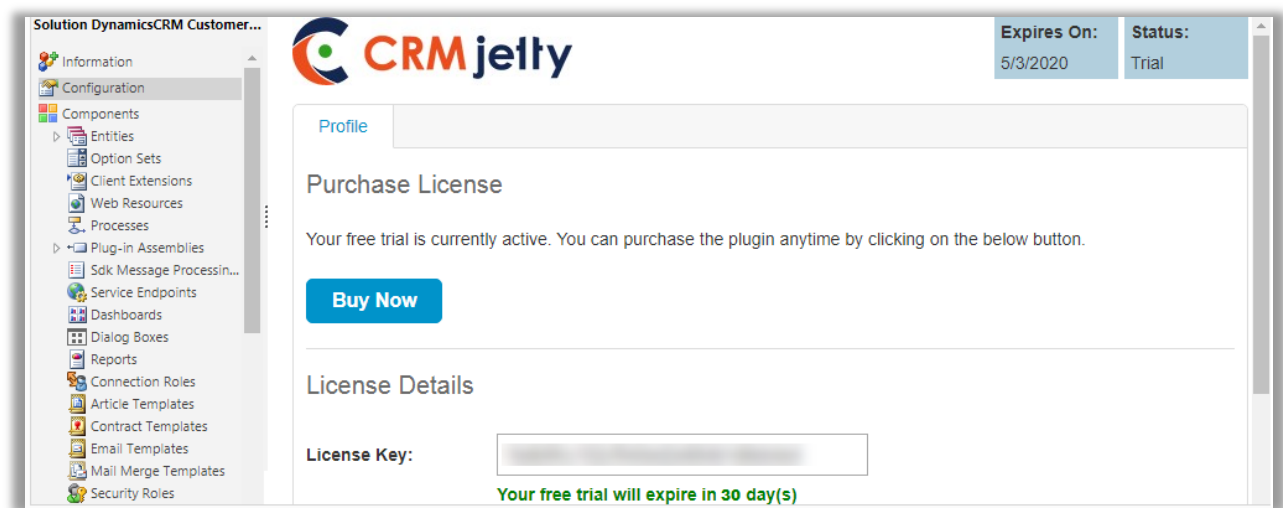 Solution DynamicsCRM Customer...
Information
Configuration
Components
Entities
Option Sets
Client Extensions
Web Resources
Processes
Plug-in Assemblies
Sdk Message Processin...
Service Endpoints
Dashboards
Dialog Boxes
Reports
Connection Roles
Article Templates
Contract Templates
Email Templates
Mail Merge Templates
Security Roles
CRMjetty
Expires On:
5/3/2020
Status:
Trial
Profile
Purchase License
Your free trial is currently active. You can purchase the plugin anytime by clicking on the below button.
Buy Now
License Details
License Key:
Your free trial will expire in 30 day(s)